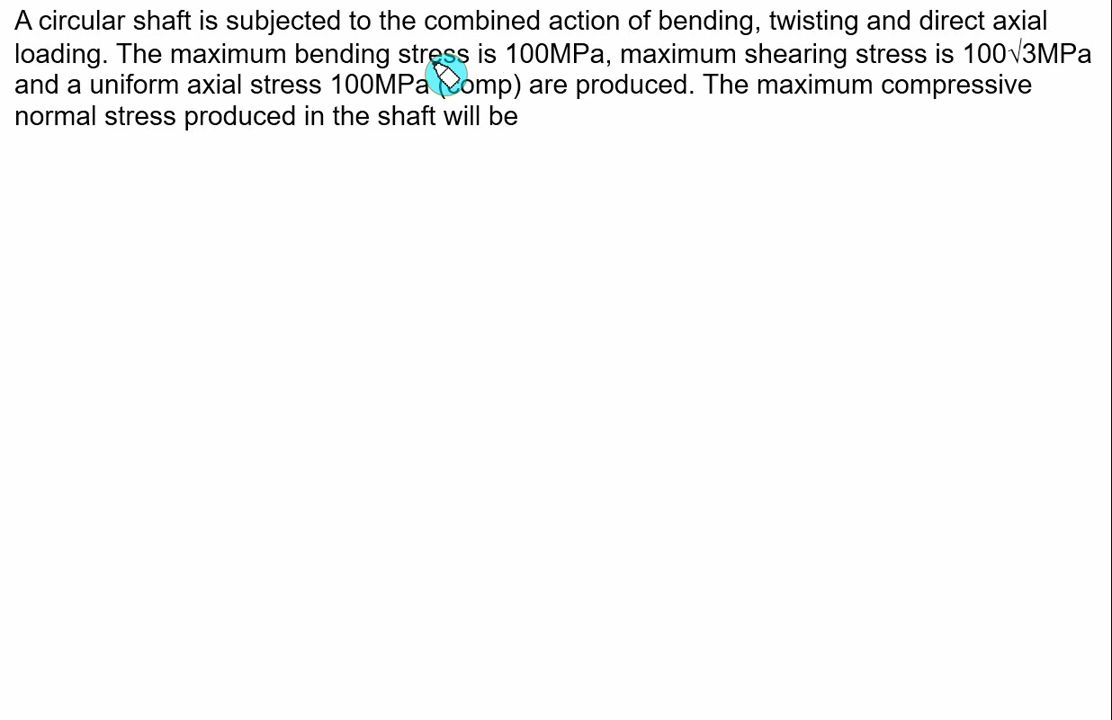 A circular shaft is subjected to the combined action of bending, twisting and direct axial
loading. The maximum bending stress is 100MPa, maximum shearing stress is 100√3MPa
and a uniform axial stress 100MPa (comp) are produced. The maximum compressive
normal stress produced in the shaft will be